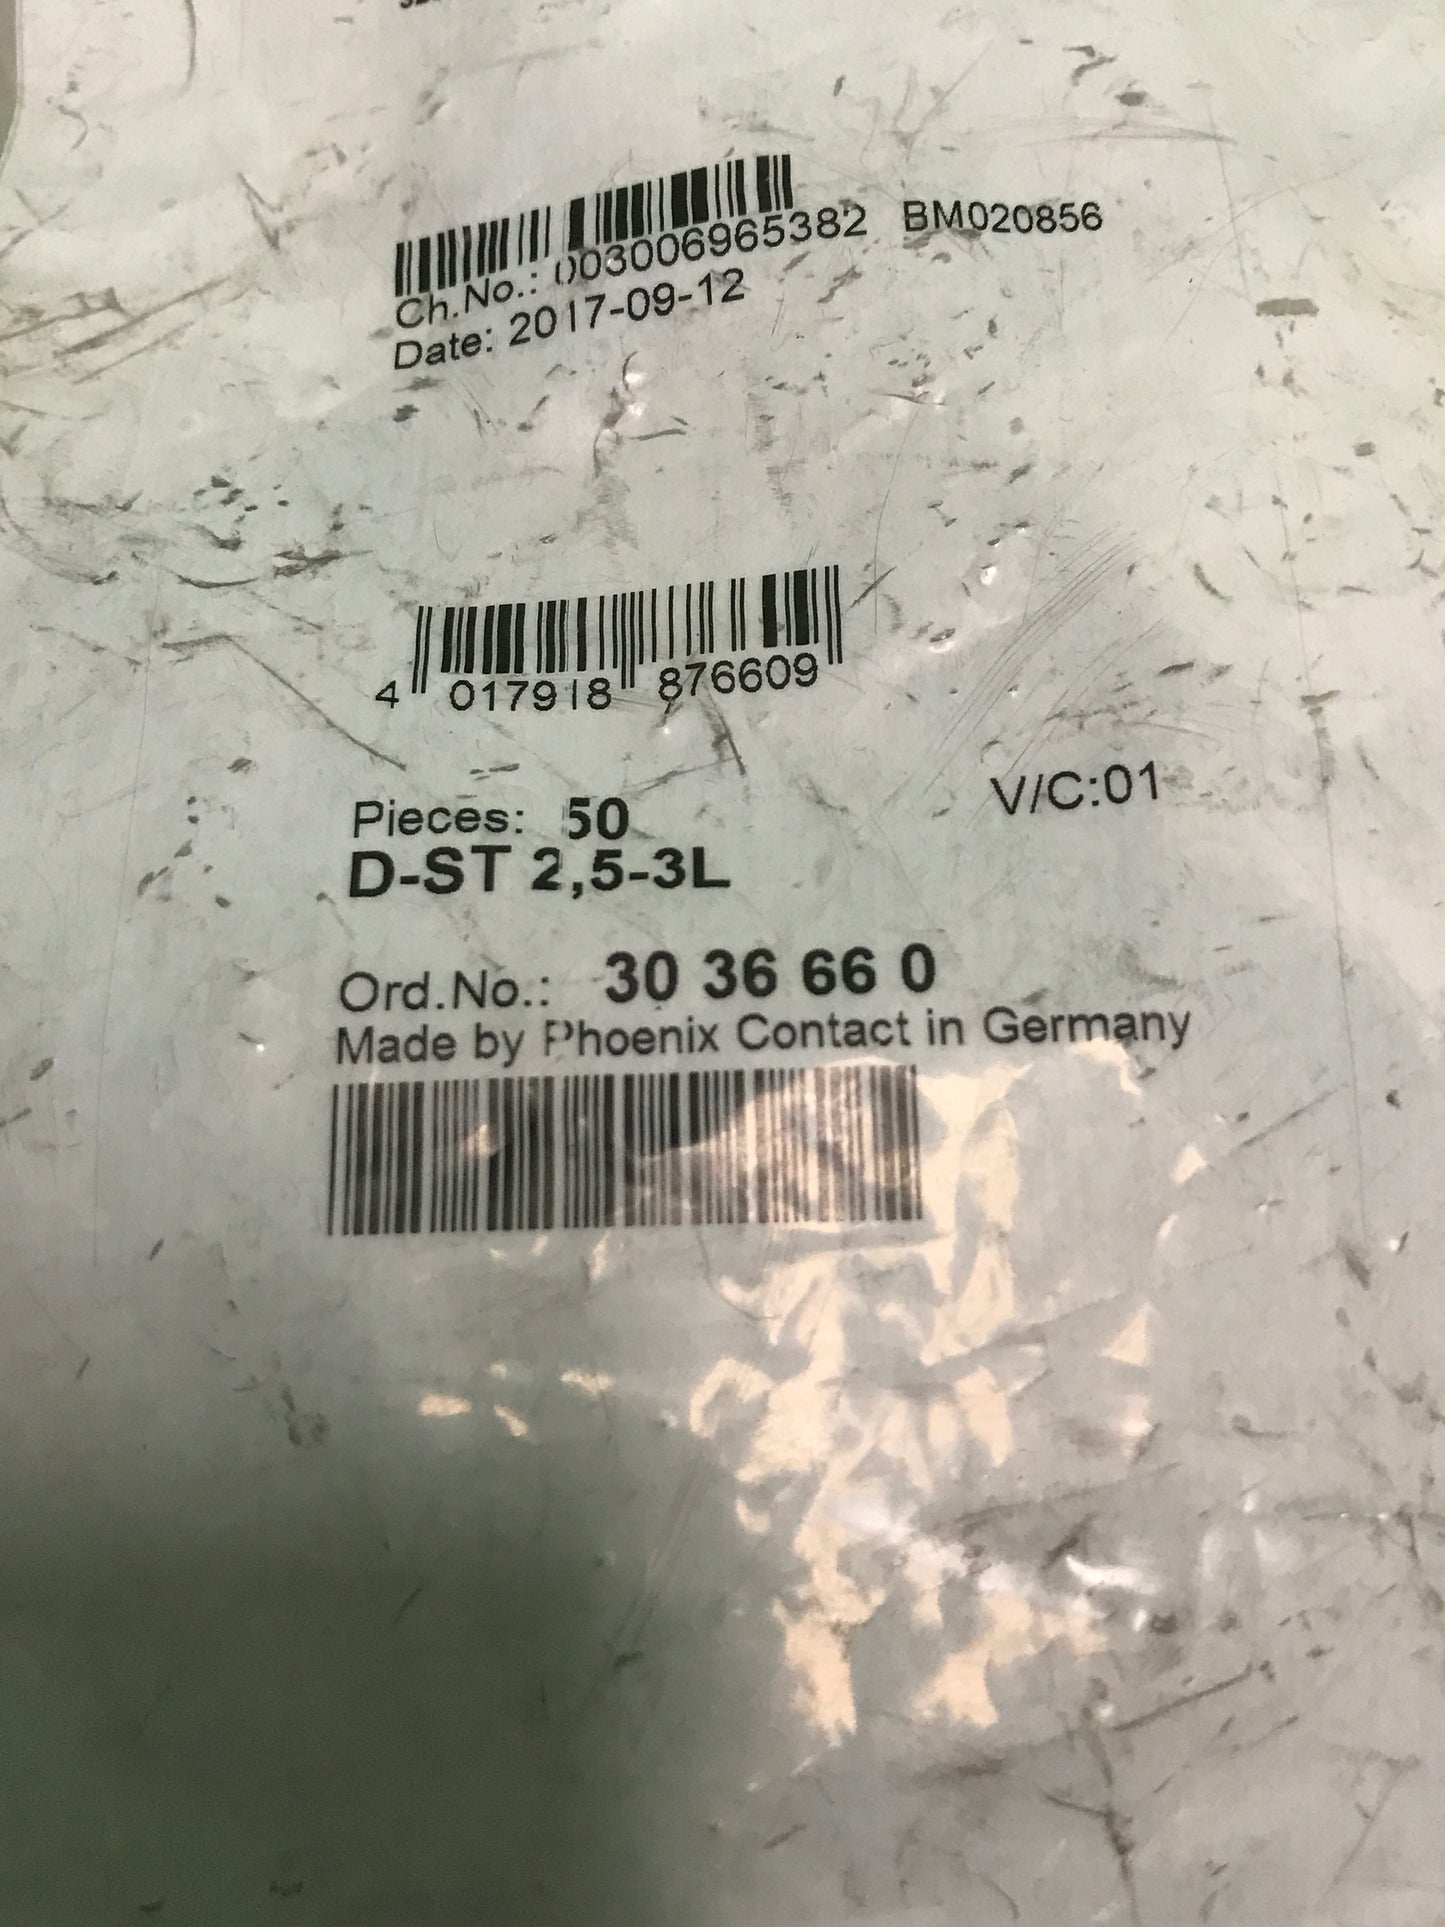 Ch.No.: 003006965382 BM020856
Date: 2017-09-12
4 017918 876609
Pieces: 50 V/C:01
D-ST 2,5-3L
Ord.No.: 30 36 66 0
Made by Phoenix Contact in Germany